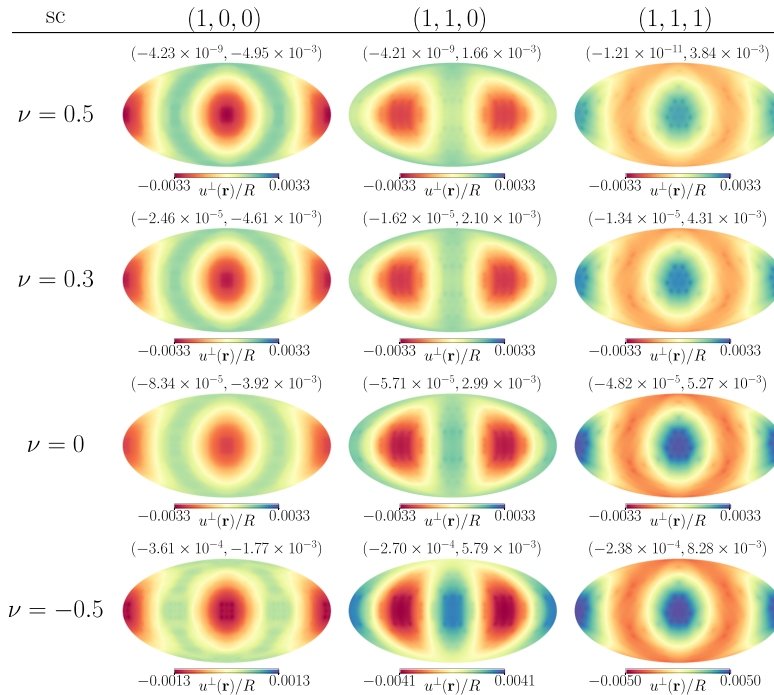 sc (1, 0, 0) (1, 1, 0) (1, 1, 1)
(−4.23 × 10⁻⁹, −4.95 × 10⁻³) (−4.21 × 10⁻⁹, 1.66 × 10⁻³) (−1.21 × 10⁻¹¹, 3.84 × 10⁻³)
ν = 0.5
−0.0033 u⊥(r)/R 0.0033 −0.0033 u⊥(r)/R 0.0033 −0.0033 u⊥(r)/R 0.0033
(−2.46 × 10⁻⁵, −4.61 × 10⁻³) (−1.62 × 10⁻⁵, 2.10 × 10⁻³) (−1.34 × 10⁻⁵, 4.31 × 10⁻³)
ν = 0.3
−0.0033 u⊥(r)/R 0.0033 −0.0033 u⊥(r)/R 0.0033 −0.0033 u⊥(r)/R 0.0033
(−8.34 × 10⁻⁵, −3.92 × 10⁻³) (−5.71 × 10⁻⁵, 2.99 × 10⁻³) (−4.82 × 10⁻⁵, 5.27 × 10⁻³)
ν = 0
−0.0033 u⊥(r)/R 0.0033 −0.0033 u⊥(r)/R 0.0033 −0.0033 u⊥(r)/R 0.0033
(−3.61 × 10⁻⁴, −1.77 × 10⁻³) (−2.70 × 10⁻⁴, 5.79 × 10⁻³) (−2.38 × 10⁻⁴, 8.28 × 10⁻³)
ν = −0.5
−0.0013 u⊥(r)/R 0.0013 −0.0041 u⊥(r)/R 0.0041 −0.0050 u⊥(r)/R 0.0050